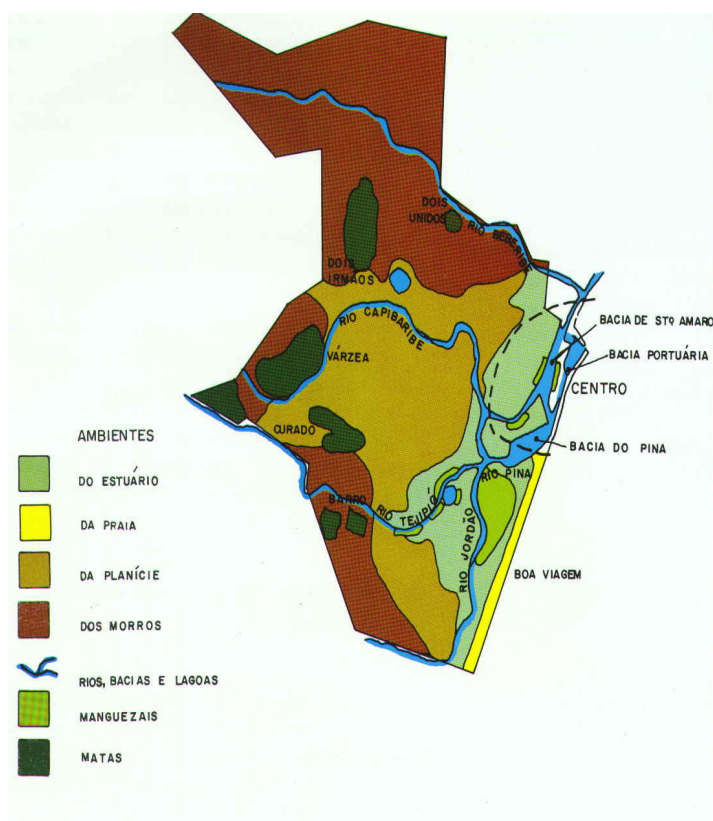 DOIS
UNIDOS
RIO BEBERIBE
DOIS
IRMÃOS
RIO CAPIBARIBE
BACIA DE STº AMARO
BACIA PORTUÁRIA
VÁRZEA
CENTRO
CURADO
BACIA DO PINA
RIO PINA
BARRO
RIO TEJIPIÓ
RIO JORDÃO
BOA VIAGEM
AMBIENTES
DO ESTUÁRIO
DA PRAIA
DA PLANÍCIE
DOS MORROS
RIOS, BACIAS E LAGOAS
MANGUEZAIS
MATAS